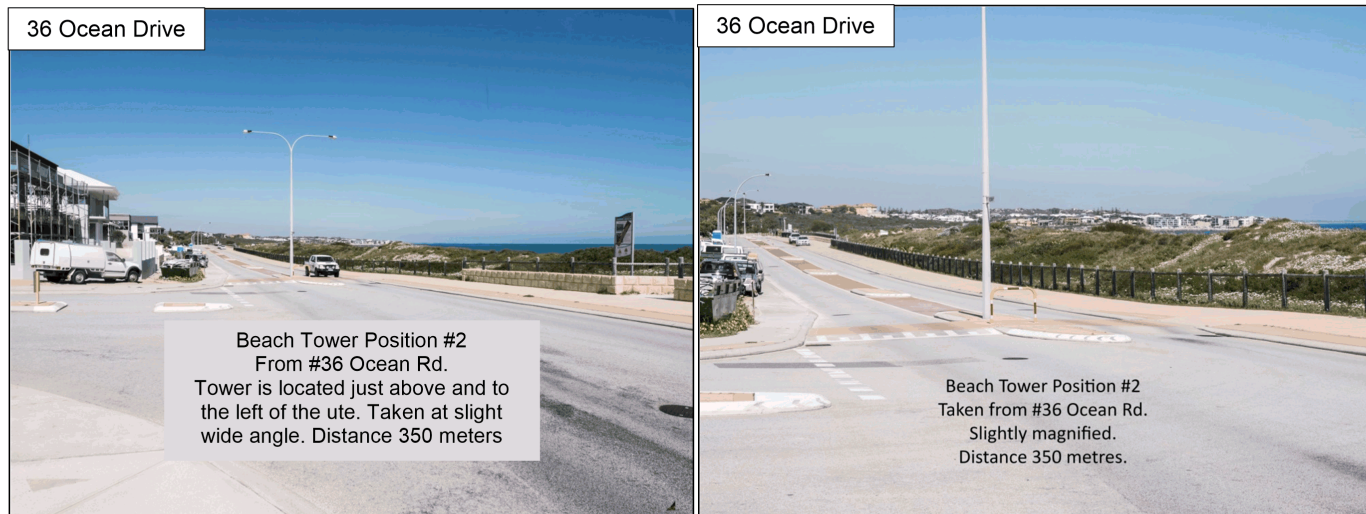 36 Ocean Drive
Beach Tower Position #2
From #36 Ocean Rd.
Tower is located just above and to
the left of the ute. Taken at slight
wide angle. Distance 350 meters
36 Ocean Drive
Beach Tower Position #2
Taken from #36 Ocean Rd.
Slightly magnified.
Distance 350 metres.